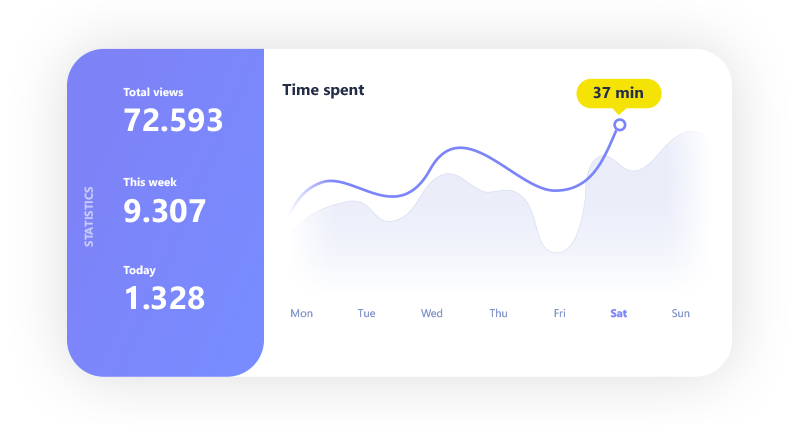 STATISTICS
Total views
72.593
This week
9.307
Today
1.328
Time spent
37 min
Mon Tue Wed Thu Fri Sat Sun